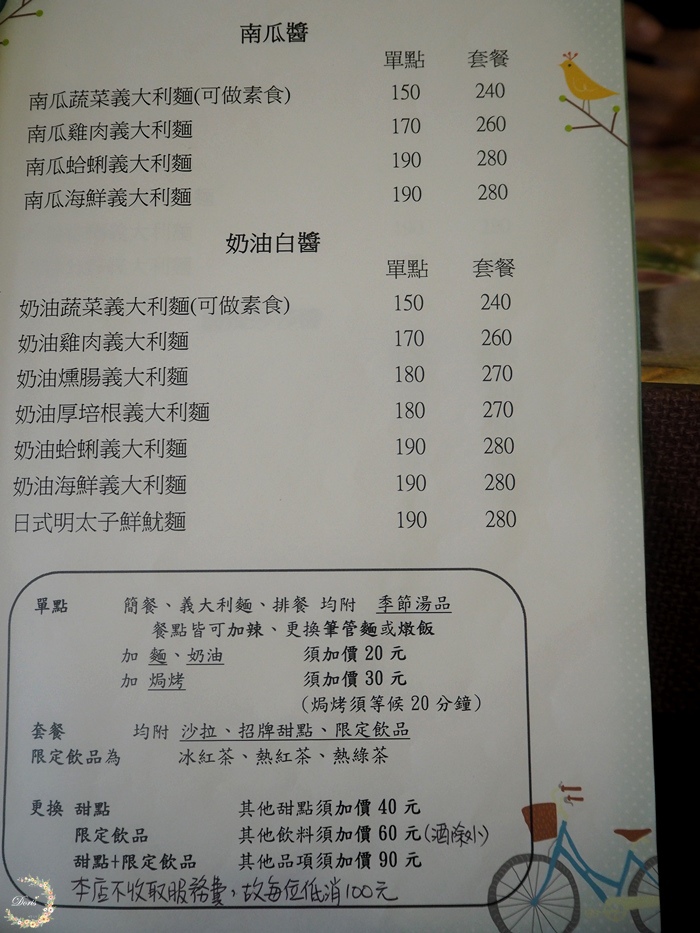 南瓜醬
單點 套餐
南瓜蔬菜義大利麵(可做素食) 150 240
南瓜雞肉義大利麵 170 260
南瓜蛤蜊義大利麵 190 280
南瓜海鮮義大利麵 190 280
奶油白醬
單點 套餐
奶油蔬菜義大利麵(可做素食) 150 240
奶油雞肉義大利麵 170 260
奶油燻腸義大利麵 180 270
奶油厚培根義大利麵 180 270
奶油蛤蜊義大利麵 190 280
奶油海鮮義大利麵 190 280
日式明太子鮮魷麵 190 280
單點 簡餐、義大利麵、排餐 均附 季節湯品
餐點皆可加辣、更換筆管麵或燉飯
加 麵、奶油 須加價 20 元
加 焗烤 須加價 30 元
(焗烤須等候 20 分鐘)
套餐 均附 沙拉、招牌甜點、限定飲品
限定飲品為 冰紅茶、熱紅茶、熱綠茶
更換 甜點 其他甜點須加價 40 元
限定飲品 其他飲料須加價 60 元(酒除外)
甜點+限定飲品 其他品項須加價 90 元
本店不收取服務費，故每位低消100元
Doris